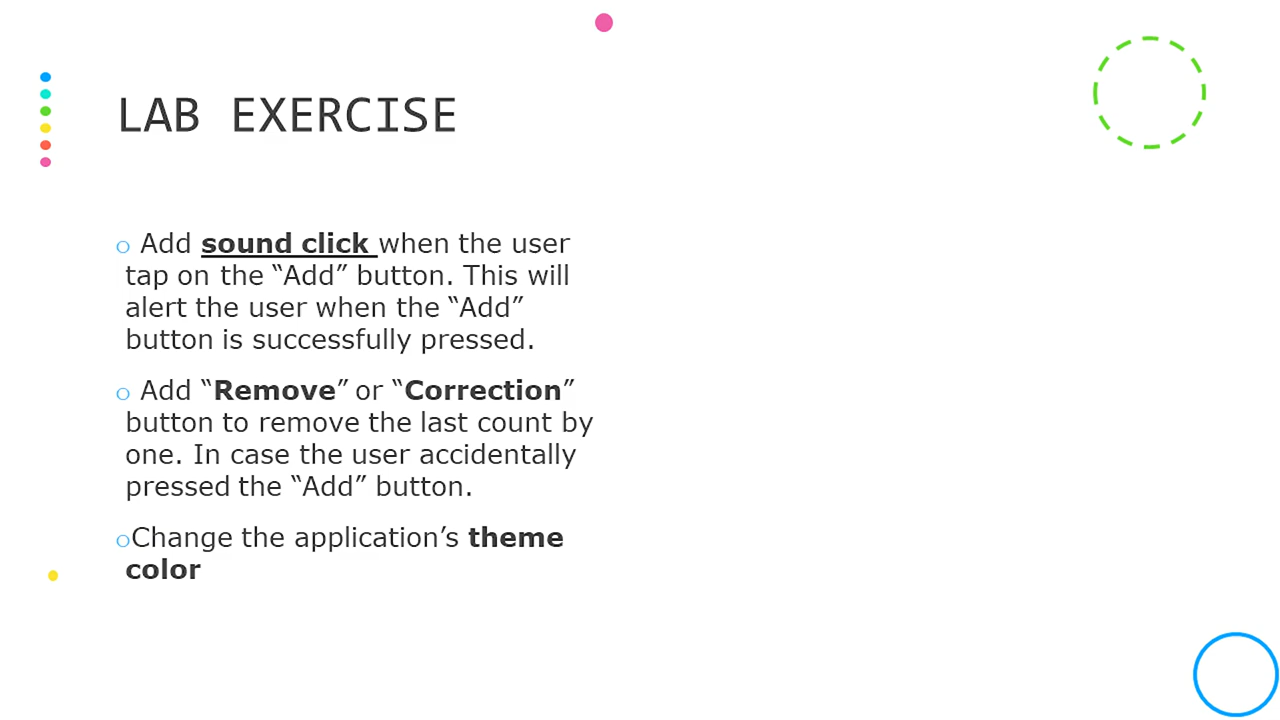 LAB EXERCISE
o Add sound click when the user
tap on the “Add” button. This will
alert the user when the “Add”
button is successfully pressed.
o Add “Remove” or “Correction”
button to remove the last count by
one. In case the user accidentally
pressed the “Add” button.
oChange the application’s theme
color